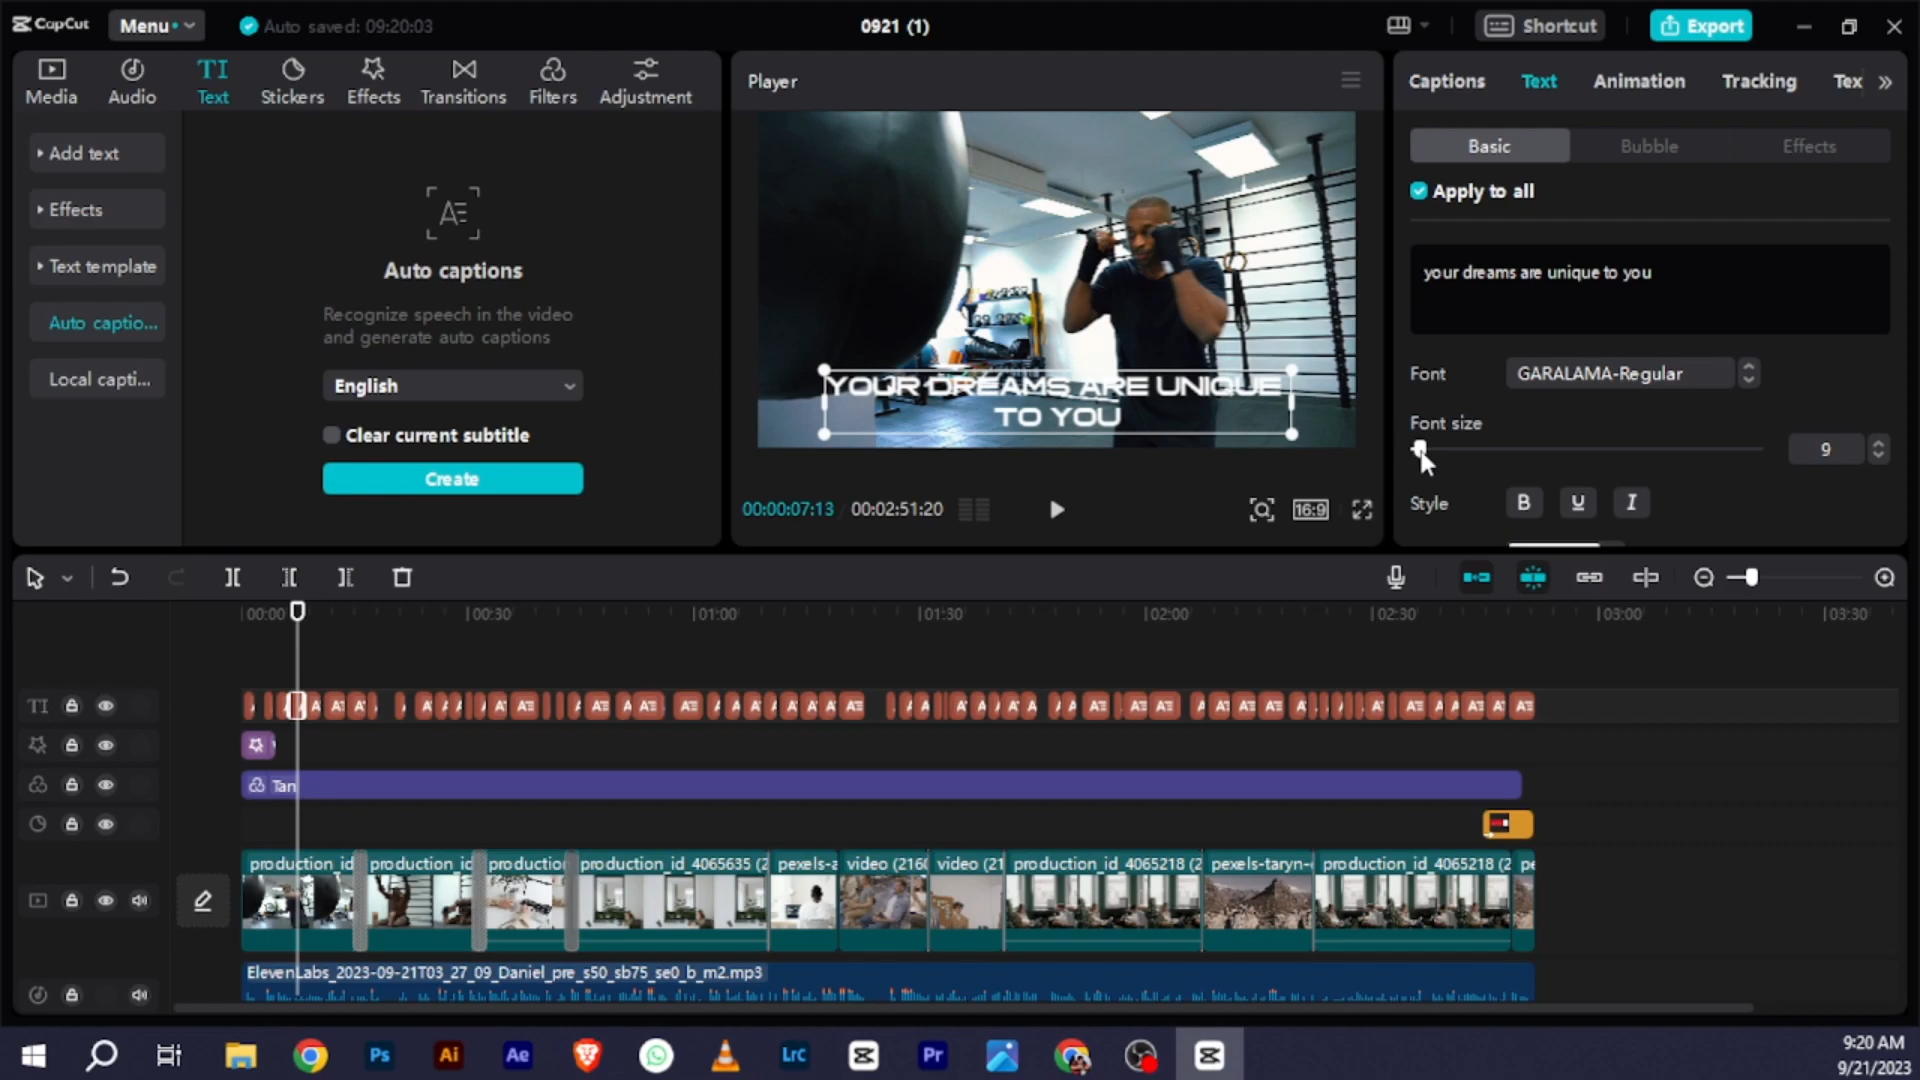 CapCut
Menu
Auto saved: 09:20:03
0921 (1)
Shortcut
Export
Media
Audio
TI
Text
Stickers
Effects
Transitions
Filters
Adjustment
Player
Captions
Text
Animation
Tracking
Tex
Add text
Effects
Text template
Auto captio...
Local capti...
Auto captions
Recognize speech in the video
and generate auto captions
English
Clear current subtitle
Create
YOUR DREAMS ARE UNIQUE
TO YOU
00:00:07:13
00:02:51:20
16:9
Basic
Bubble
Effects
Apply to all
your dreams are unique to you
Font
GARALAMA-Regular
Font size
9
Style
B
U
I
00:00
00:30
01:00
01:30
02:00
02:30
03:00
03:30
TI
Tan
production_id
production_id
production
production_id_4065635 (2
pexels-a
video (216
video (21
production_id_4065218 (2
pexels-taryn-
production_id_4065218 (2
pe
ElevenLabs_2023-09-21T03_27_09_Daniel_pre_s50_sb75_se0_b_m2.mp3
Ps
Ai
Ae
Lrc
Pr
9:20 AM
9/21/2023